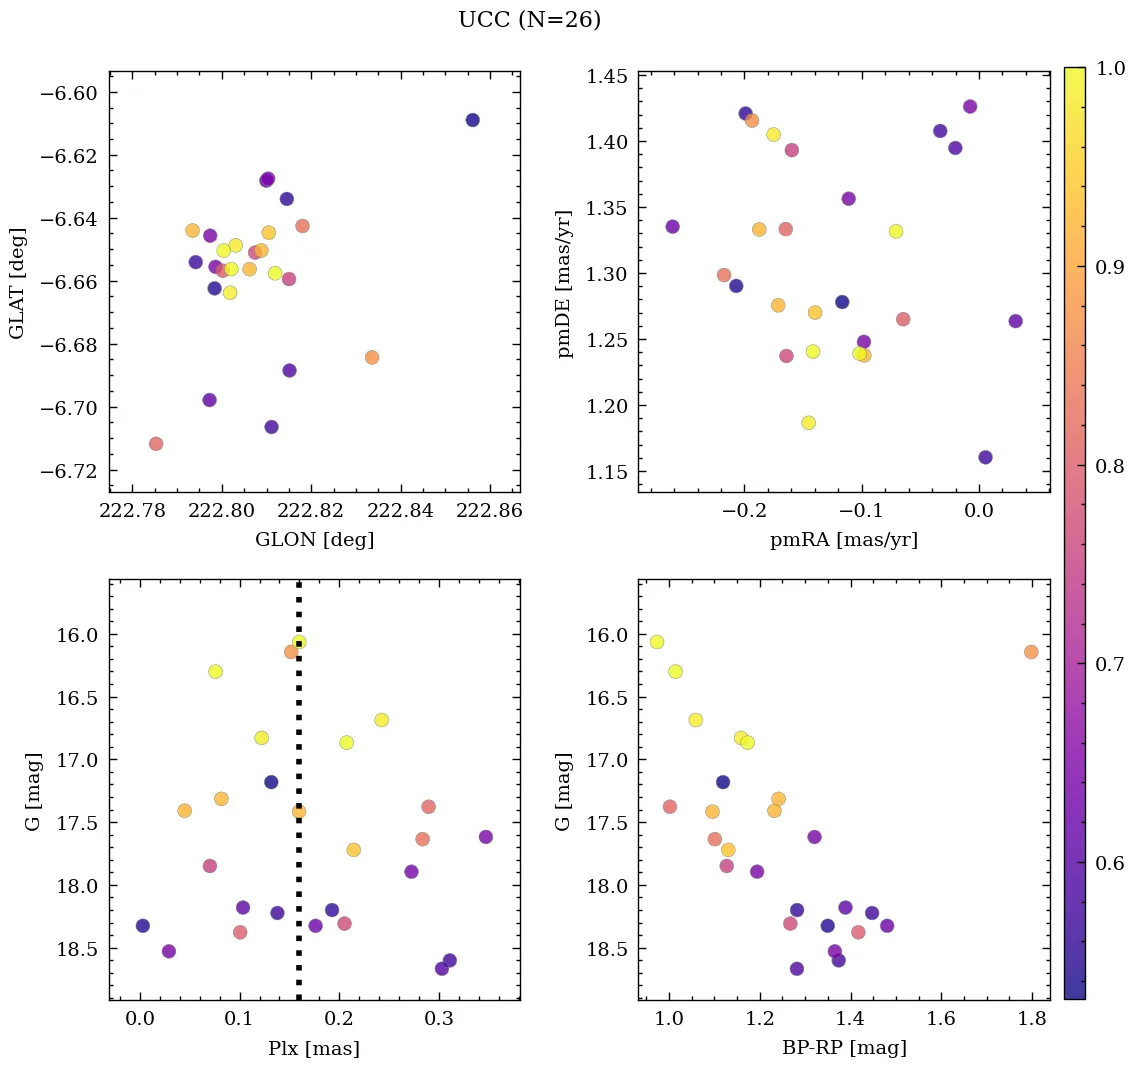 UCC (N=26)
−6.60
−6.62
−6.64
−6.66
−6.68
−6.70
−6.72
GLAT [deg]
222.78 222.80 222.82 222.84 222.86
GLON [deg]
1.45
1.40
1.35
1.30
1.25
1.20
1.15
pmDE [mas/yr]
−0.2 −0.1 0.0
pmRA [mas/yr]
16.0
16.5
17.0
17.5
18.0
18.5
G [mag]
0.0 0.1 0.2 0.3
Plx [mas]
16.0
16.5
17.0
17.5
18.0
18.5
G [mag]
1.0 1.2 1.4 1.6 1.8
BP-RP [mag]
1.0
0.9
0.8
0.7
0.6